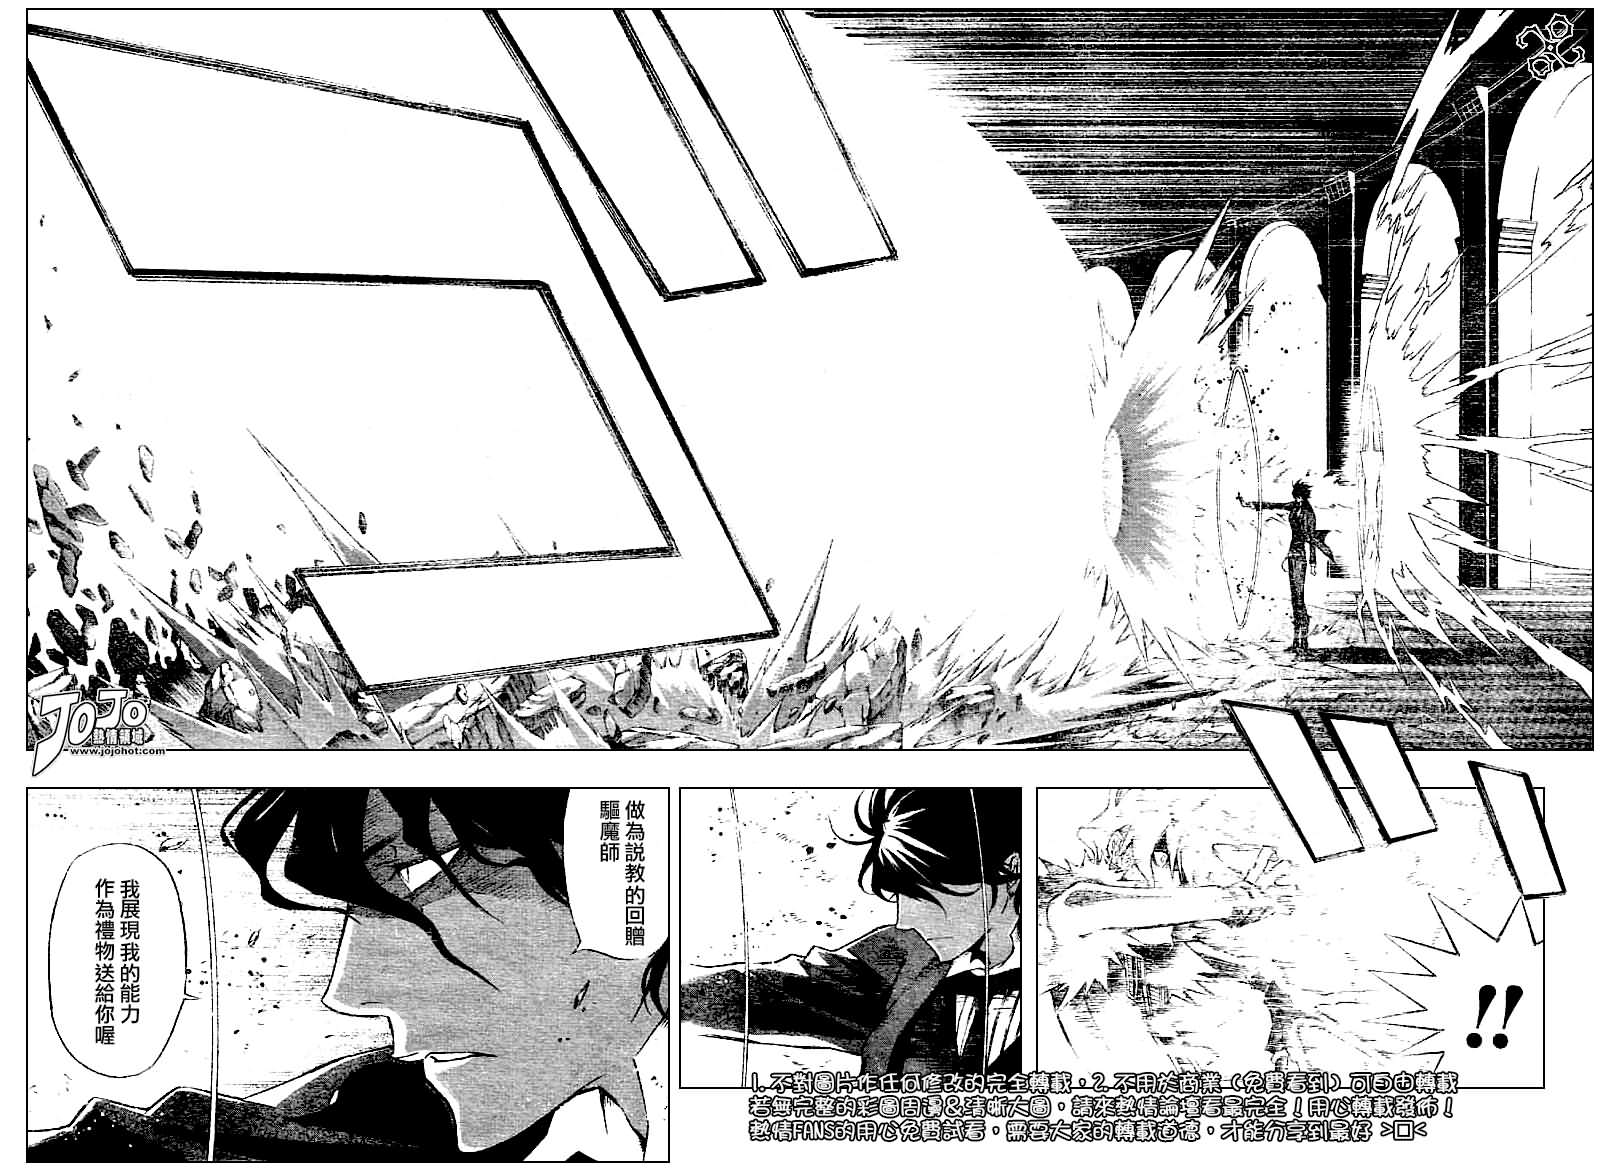 !!
做為説教的回贈
驅魔師
我展現我的能力
作為禮物送給你喔
JOJO
熱情領域
www.jojohot.com
1.不對圖片作任何修改的完全轉載，2.不用於商業（免費看到）可自由轉載
若無完整的彩圖周邊&清晰大圖，請來熱情論壇看最完全！用心轉載發佈！
熱情FANS的用心免費試看，需要大家的轉載道德，才能分享到最好 >口<